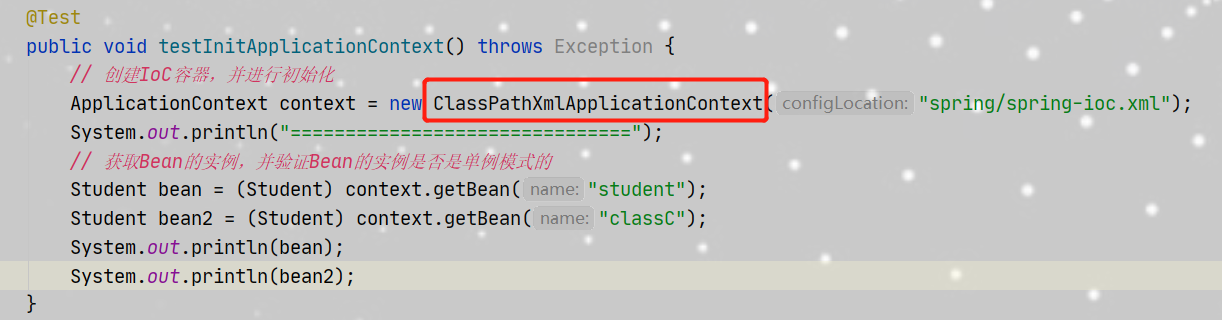 @Test
public void testInitApplicationContext() throws Exception {
// 创建IoC容器，并进行初始化
ApplicationContext context = new ClassPathXmlApplicationContext( configLocation: "spring/spring-ioc.xml");
System.out.println("===============================");
// 获取Bean的实例，并验证Bean的实例是否是单例模式的
Student bean = (Student) context.getBean( name: "student");
Student bean2 = (Student) context.getBean( name: "classC");
System.out.println(bean);
System.out.println(bean2);
}